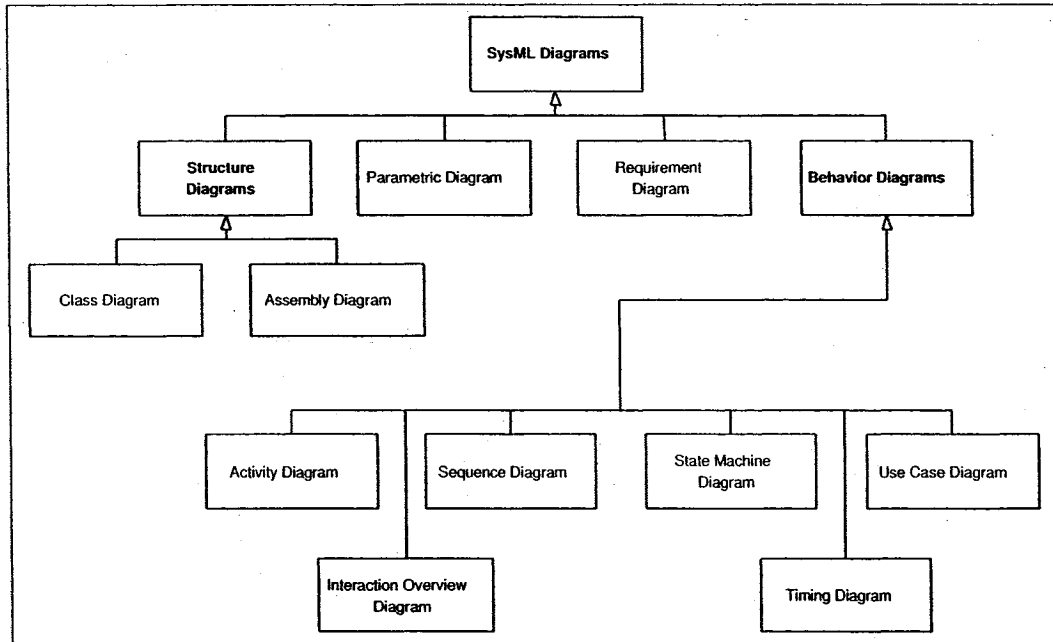 SysML Diagrams
Structure
Diagrams
Parametric Diagram
Requirement
Diagram
Behavior Diagrams
Class Diagram
Assembly Diagram
Activity Diagram
Sequence Diagram
State Machine
Diagram
Use Case Diagram
Interaction Overview
Diagram
Timing Diagram